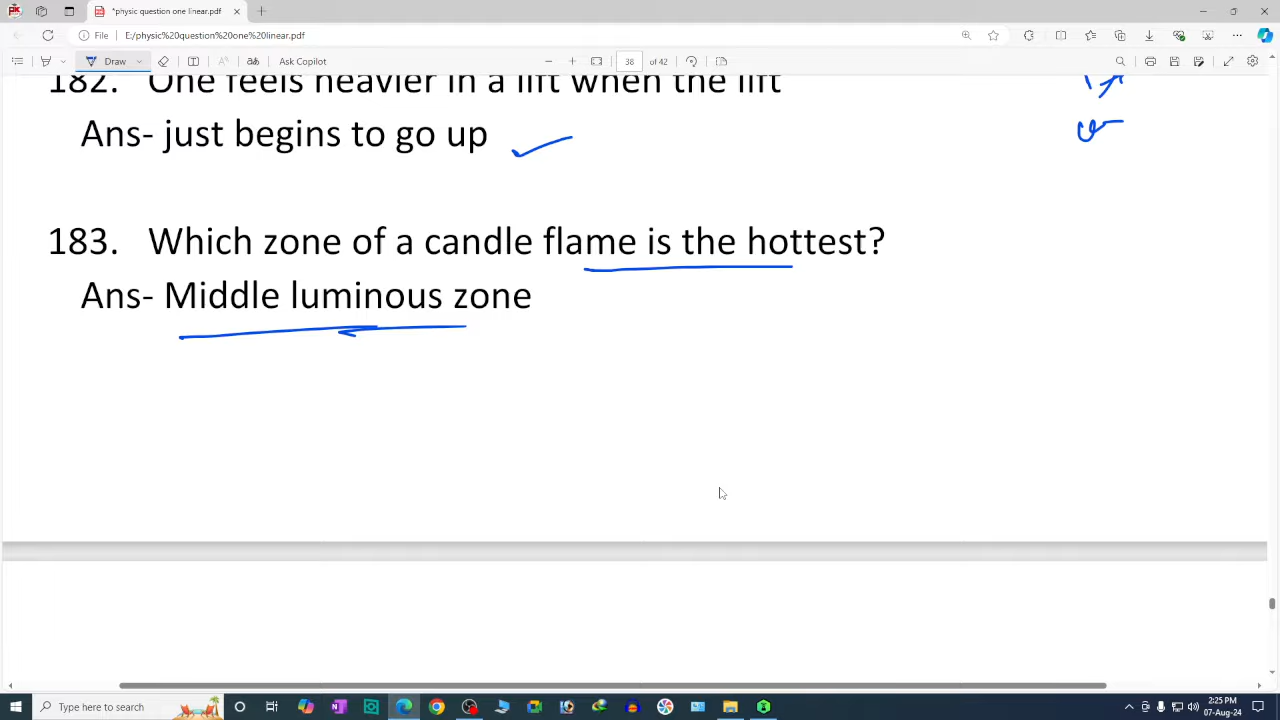 *physic question one linear.pdf
File
E:/physic%20question%20one%20linear.pdf
Draw
Ask Copilot
38
of 42
182. One feels heavier in a lift when the lift
Ans- just begins to go up
183. Which zone of a candle flame is the hottest?
Ans- Middle luminous zone
Type here to search
2:25 PM
07-Aug-24